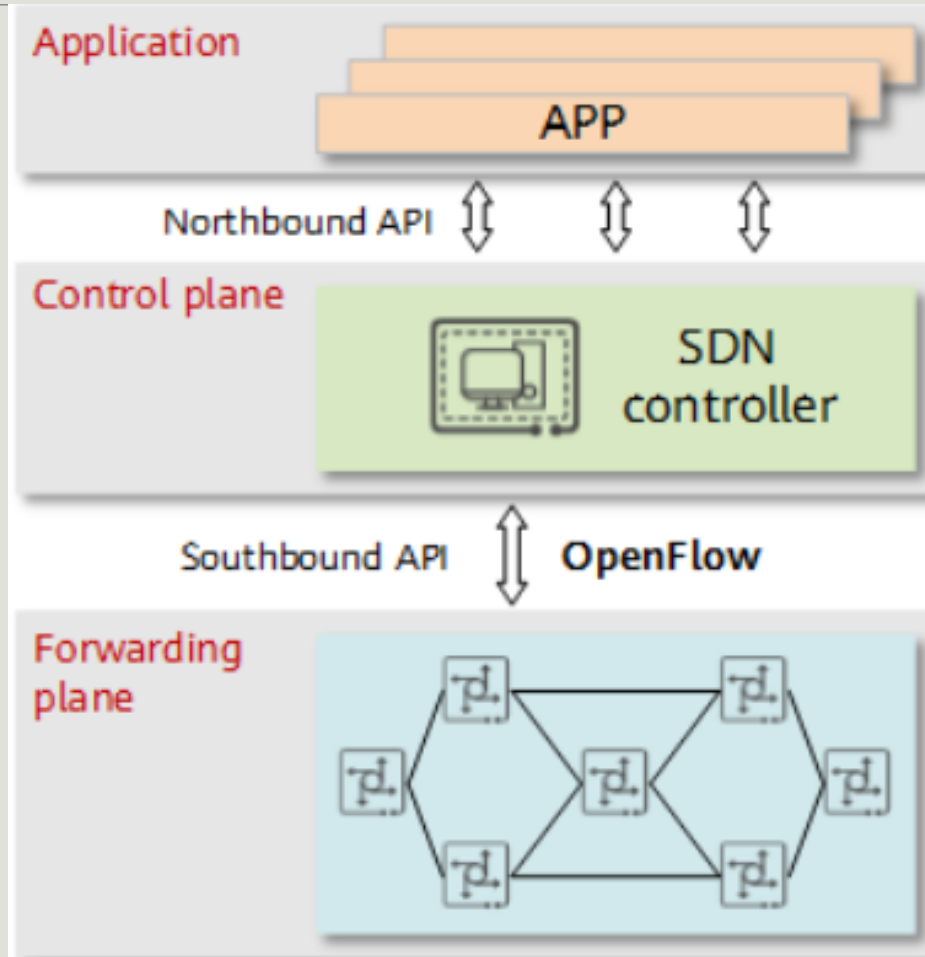 Application
APP
Northbound API
Control plane
SDN
controller
Southbound API
OpenFlow
Forwarding
plane